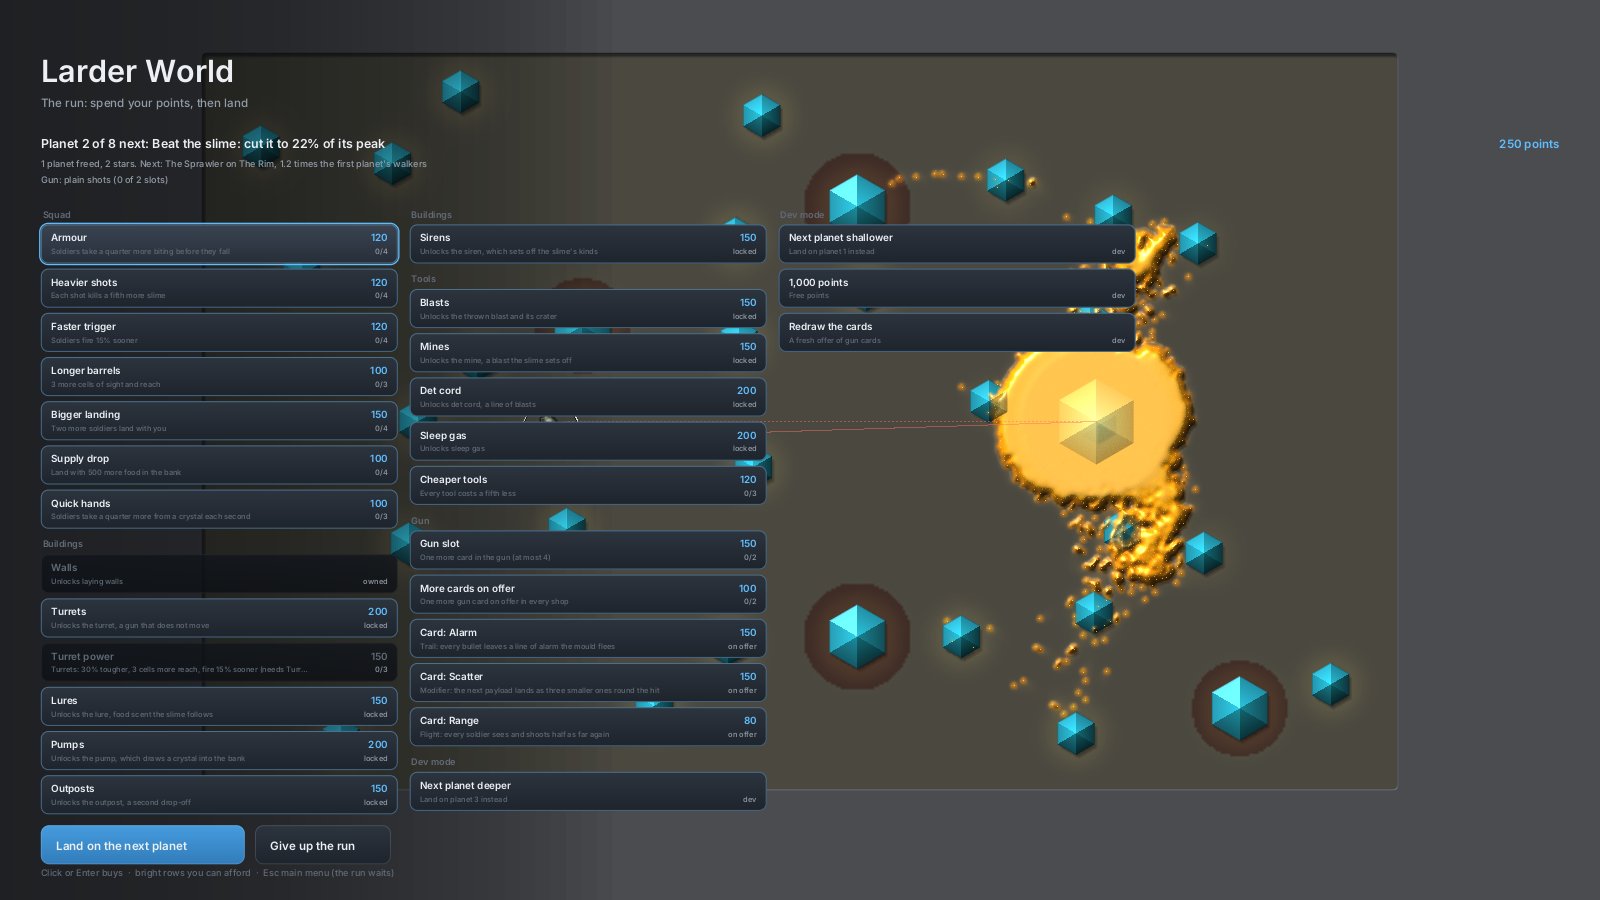 Larder World
The run: spend your points, then land
Planet 2 of 8 next: Beat the slime: cut it to 22% of its peak
250 points
1 planet freed, 2 stars. Next: The Sprawler on The Rim, 1.2 times the first planet's walkers
Gun: plain shots (0 of 2 slots)
Squad
Armour 120
Soldiers take a quarter more biting before they fall 0/4
Heavier shots 120
Each shot kills a fifth more slime 0/4
Faster trigger 120
Soldiers fire 15% sooner 0/4
Longer barrels 100
3 more cells of sight and reach 0/3
Bigger landing 150
Two more soldiers land with you 0/4
Supply drop 100
Land with 500 more food in the bank 0/4
Quick hands 100
Soldiers take a quarter more from a crystal each second 0/3
Buildings
Walls
Unlocks laying walls owned
Turrets 200
Unlocks the turret, a gun that does not move locked
Turret power 150
Turrets: 30% tougher, 3 cells more reach, fire 15% sooner (needs Turr... 0/3
Lures 150
Unlocks the lure, food scent the slime follows locked
Pumps 200
Unlocks the pump, which draws a crystal into the bank locked
Outposts 150
Unlocks the outpost, a second drop-off locked
Buildings
Sirens 150
Unlocks the siren, which sets off the slime's kinds locked
Tools
Blasts 150
Unlocks the thrown blast and its crater locked
Mines 150
Unlocks the mine, a blast the slime sets off locked
Det cord 200
Unlocks det cord, a line of blasts locked
Sleep gas 200
Unlocks sleep gas locked
Cheaper tools 120
Every tool costs a fifth less 0/3
Gun
Gun slot 150
One more card in the gun (at most 4) 0/2
More cards on offer 100
One more gun card on offer in every shop 0/2
Card: Alarm 150
Trail: every bullet leaves a line of alarm the mould flees on offer
Card: Scatter 150
Modifier: the next payload lands as three smaller ones round the hit on offer
Card: Range 80
Flight: every soldier sees and shoots half as far again on offer
Dev mode
Next planet deeper
Land on planet 3 instead dev
Dev mode
Next planet shallower
Land on planet 1 instead dev
1,000 points
Free points dev
Redraw the cards
A fresh offer of gun cards dev
Land on the next planet
Give up the run
Click or Enter buys · bright rows you can afford · Esc main menu (the run waits)